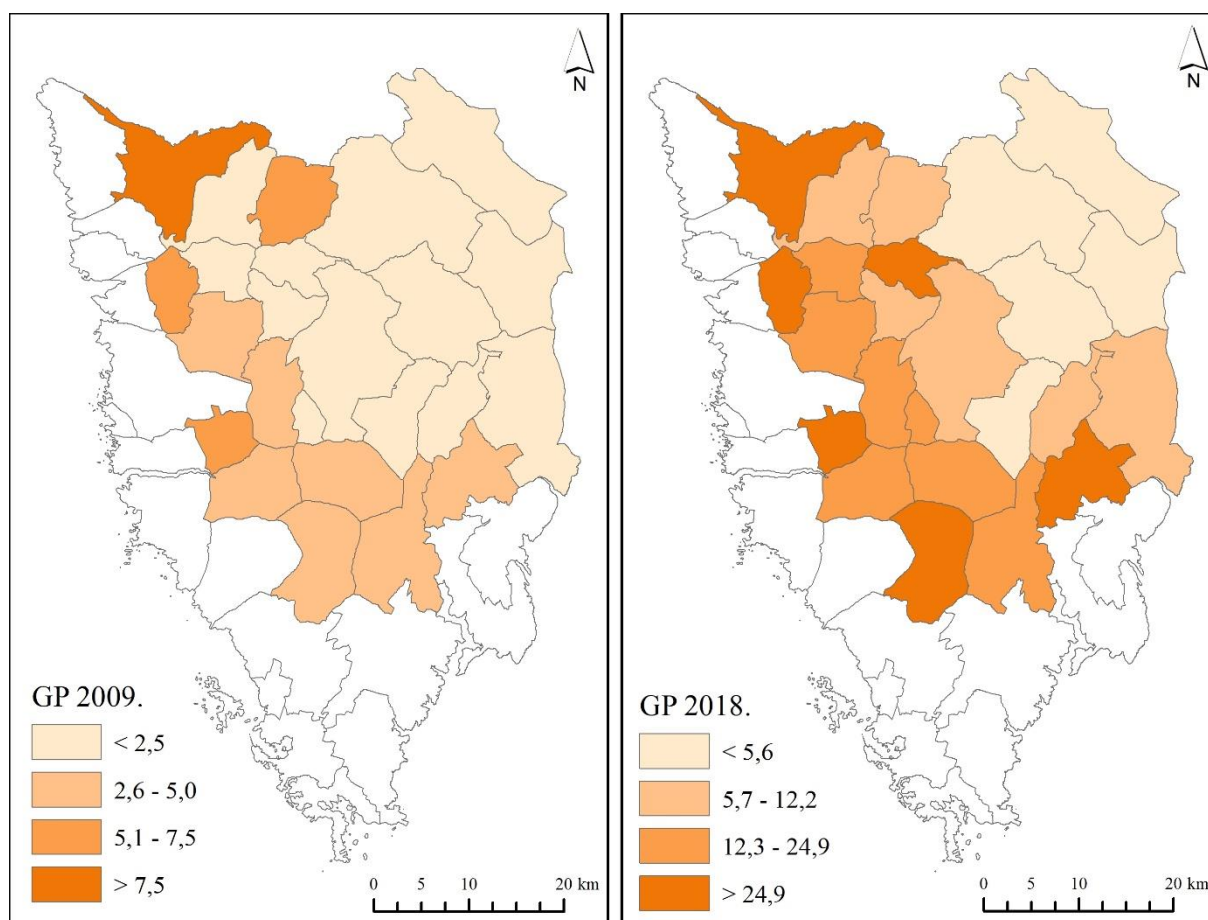 N
GP 2009.
< 2,5
2,6 - 5,0
5,1 - 7,5
> 7,5
0 5 10 20 km
N
GP 2018.
< 5,6
5,7 - 12,2
12,3 - 24,9
> 24,9
0 5 10 20 km